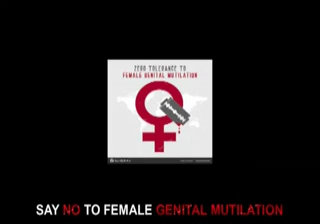 ZERO TOLERANCE TO
FEMALE GENITAL MUTILATION
SAY NO TO FEMALE GENITAL MUTILATION